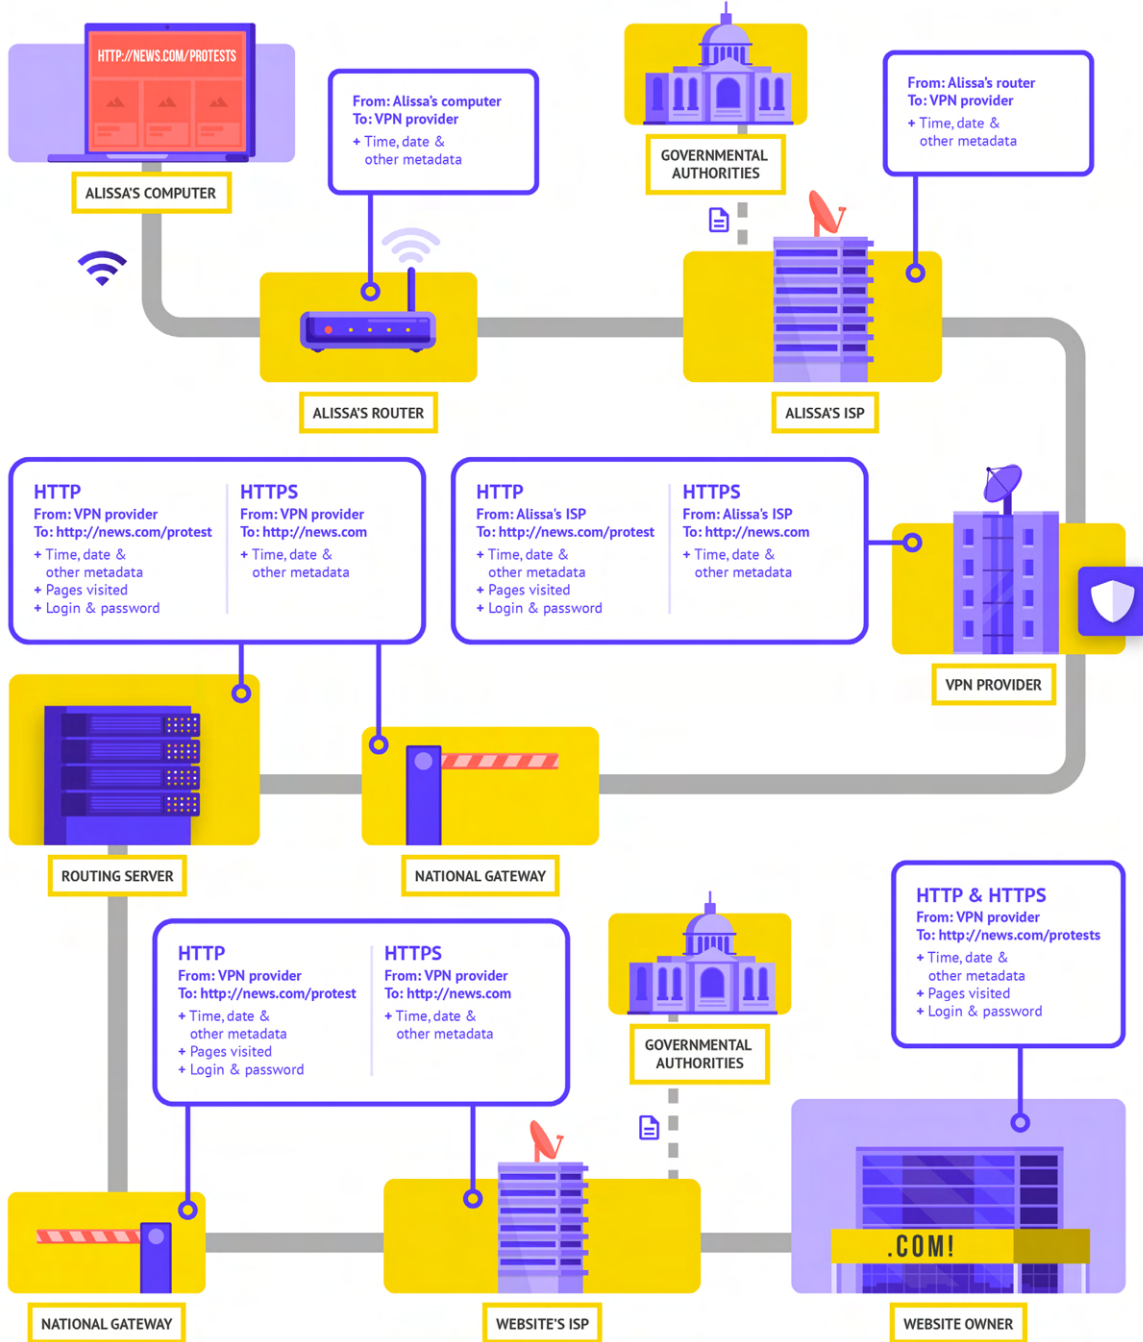 HTTP://NEWS.COM/PROTESTS
ALISSA'S COMPUTER
From: Alissa's computer
To: VPN provider
+ Time, date &
other metadata
ALISSA'S ROUTER
GOVERNMENTAL
AUTHORITIES
From: Alissa's router
To: VPN provider
+ Time, date &
other metadata
ALISSA'S ISP
HTTP
From: VPN provider
To: http://news.com/protest
+ Time, date &
other metadata
+ Pages visited
+ Login & password
HTTPS
From: VPN provider
To: http://news.com
+ Time, date &
other metadata
HTTP
From: Alissa's ISP
To: http://news.com/protest
+ Time, date &
other metadata
+ Pages visited
+ Login & password
HTTPS
From: Alissa's ISP
To: http://news.com
+ Time, date &
other metadata
VPN PROVIDER
ROUTING SERVER
NATIONAL GATEWAY
HTTP
From: VPN provider
To: http://news.com/protest
+ Time, date &
other metadata
+ Pages visited
+ Login & password
HTTPS
From: VPN provider
To: http://news.com
+ Time, date &
other metadata
GOVERNMENTAL
AUTHORITIES
HTTP & HTTPS
From: VPN provider
To: http://news.com/protests
+ Time, date &
other metadata
+ Pages visited
+ Login & password
.COM!
NATIONAL GATEWAY
WEBSITE'S ISP
WEBSITE OWNER